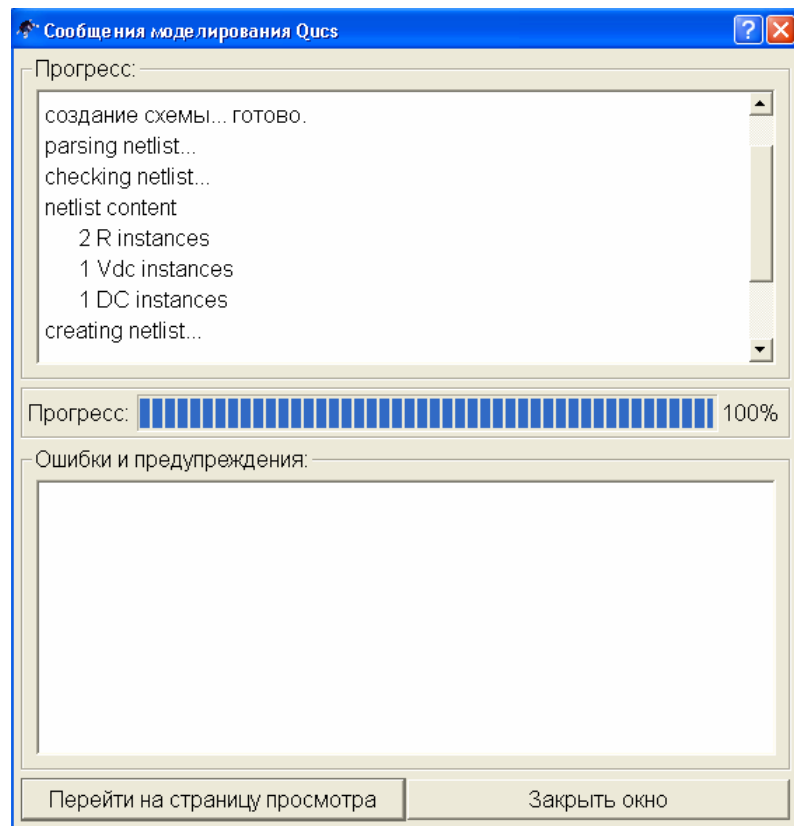 Сообщения моделирования Qucs
Прогресс:
создание схемы... готово.
parsing netlist...
checking netlist...
netlist content
2 R instances
1 Vdc instances
1 DC instances
creating netlist...
Прогресс: 100%
Ошибки и предупреждения:
Перейти на страницу просмотра Закрыть окно